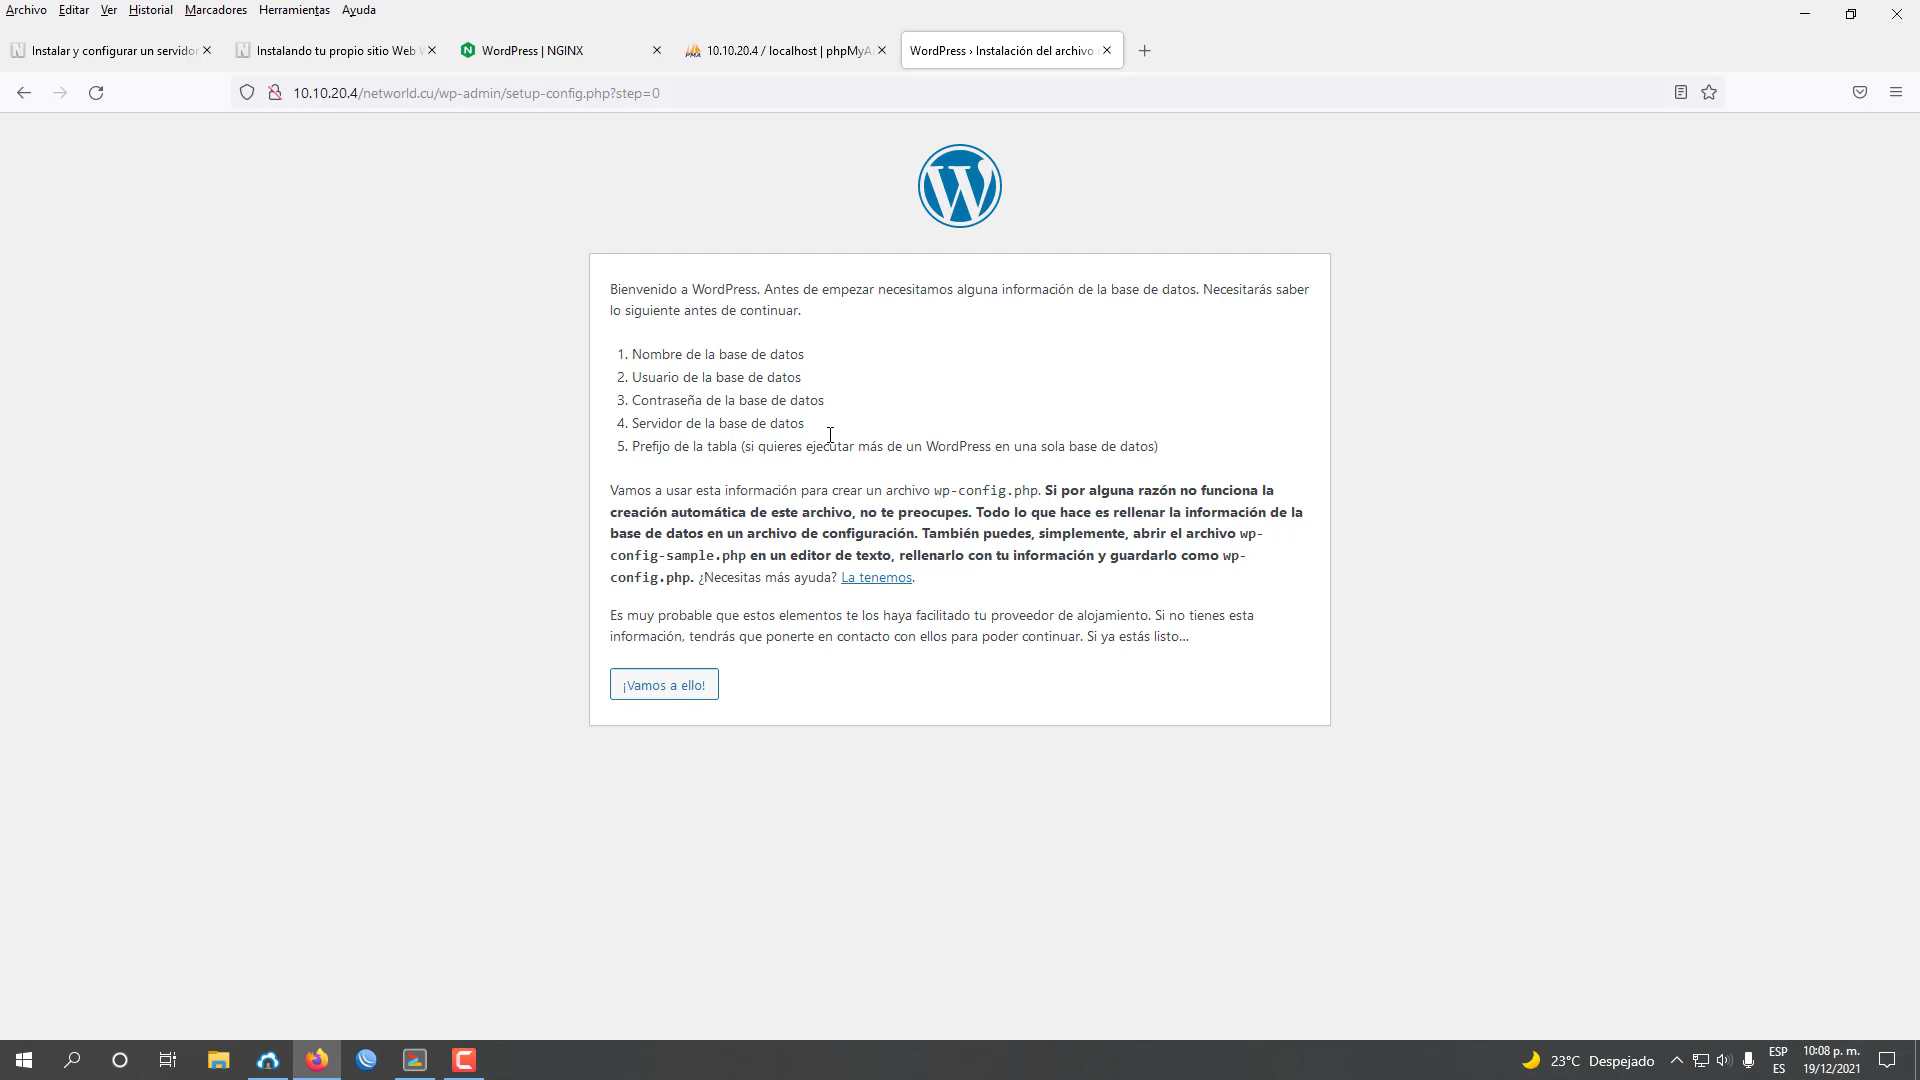 Archivo Editar Ver Historial Marcadores Herramientas Ayuda
Instalar y configurar un servidor
Instalando tu propio sitio Web
WordPress | NGINX
10.10.20.4 / localhost | phpMyA
WordPress › Instalación del archivo
10.10.20.4/networld.cu/wp-admin/setup-config.php?step=0
Bienvenido a WordPress. Antes de empezar necesitamos alguna información de la base de datos. Necesitarás saber
lo siguiente antes de continuar.
1. Nombre de la base de datos
2. Usuario de la base de datos
3. Contraseña de la base de datos
4. Servidor de la base de datos
5. Prefijo de la tabla (si quieres ejecutar más de un WordPress en una sola base de datos)
Vamos a usar esta información para crear un archivo wp-config.php. Si por alguna razón no funciona la
creación automática de este archivo, no te preocupes. Todo lo que hace es rellenar la información de la
base de datos en un archivo de configuración. También puedes, simplemente, abrir el archivo wp-
config-sample.php en un editor de texto, rellenarlo con tu información y guardarlo como wp-
config.php. ¿Necesitas más ayuda? La tenemos.
Es muy probable que estos elementos te los haya facilitado tu proveedor de alojamiento. Si no tienes esta
información, tendrás que ponerte en contacto con ellos para poder continuar. Si ya estás listo...
¡Vamos a ello!
23°C Despejado
ESP
ES
10:08 p. m.
19/12/2021